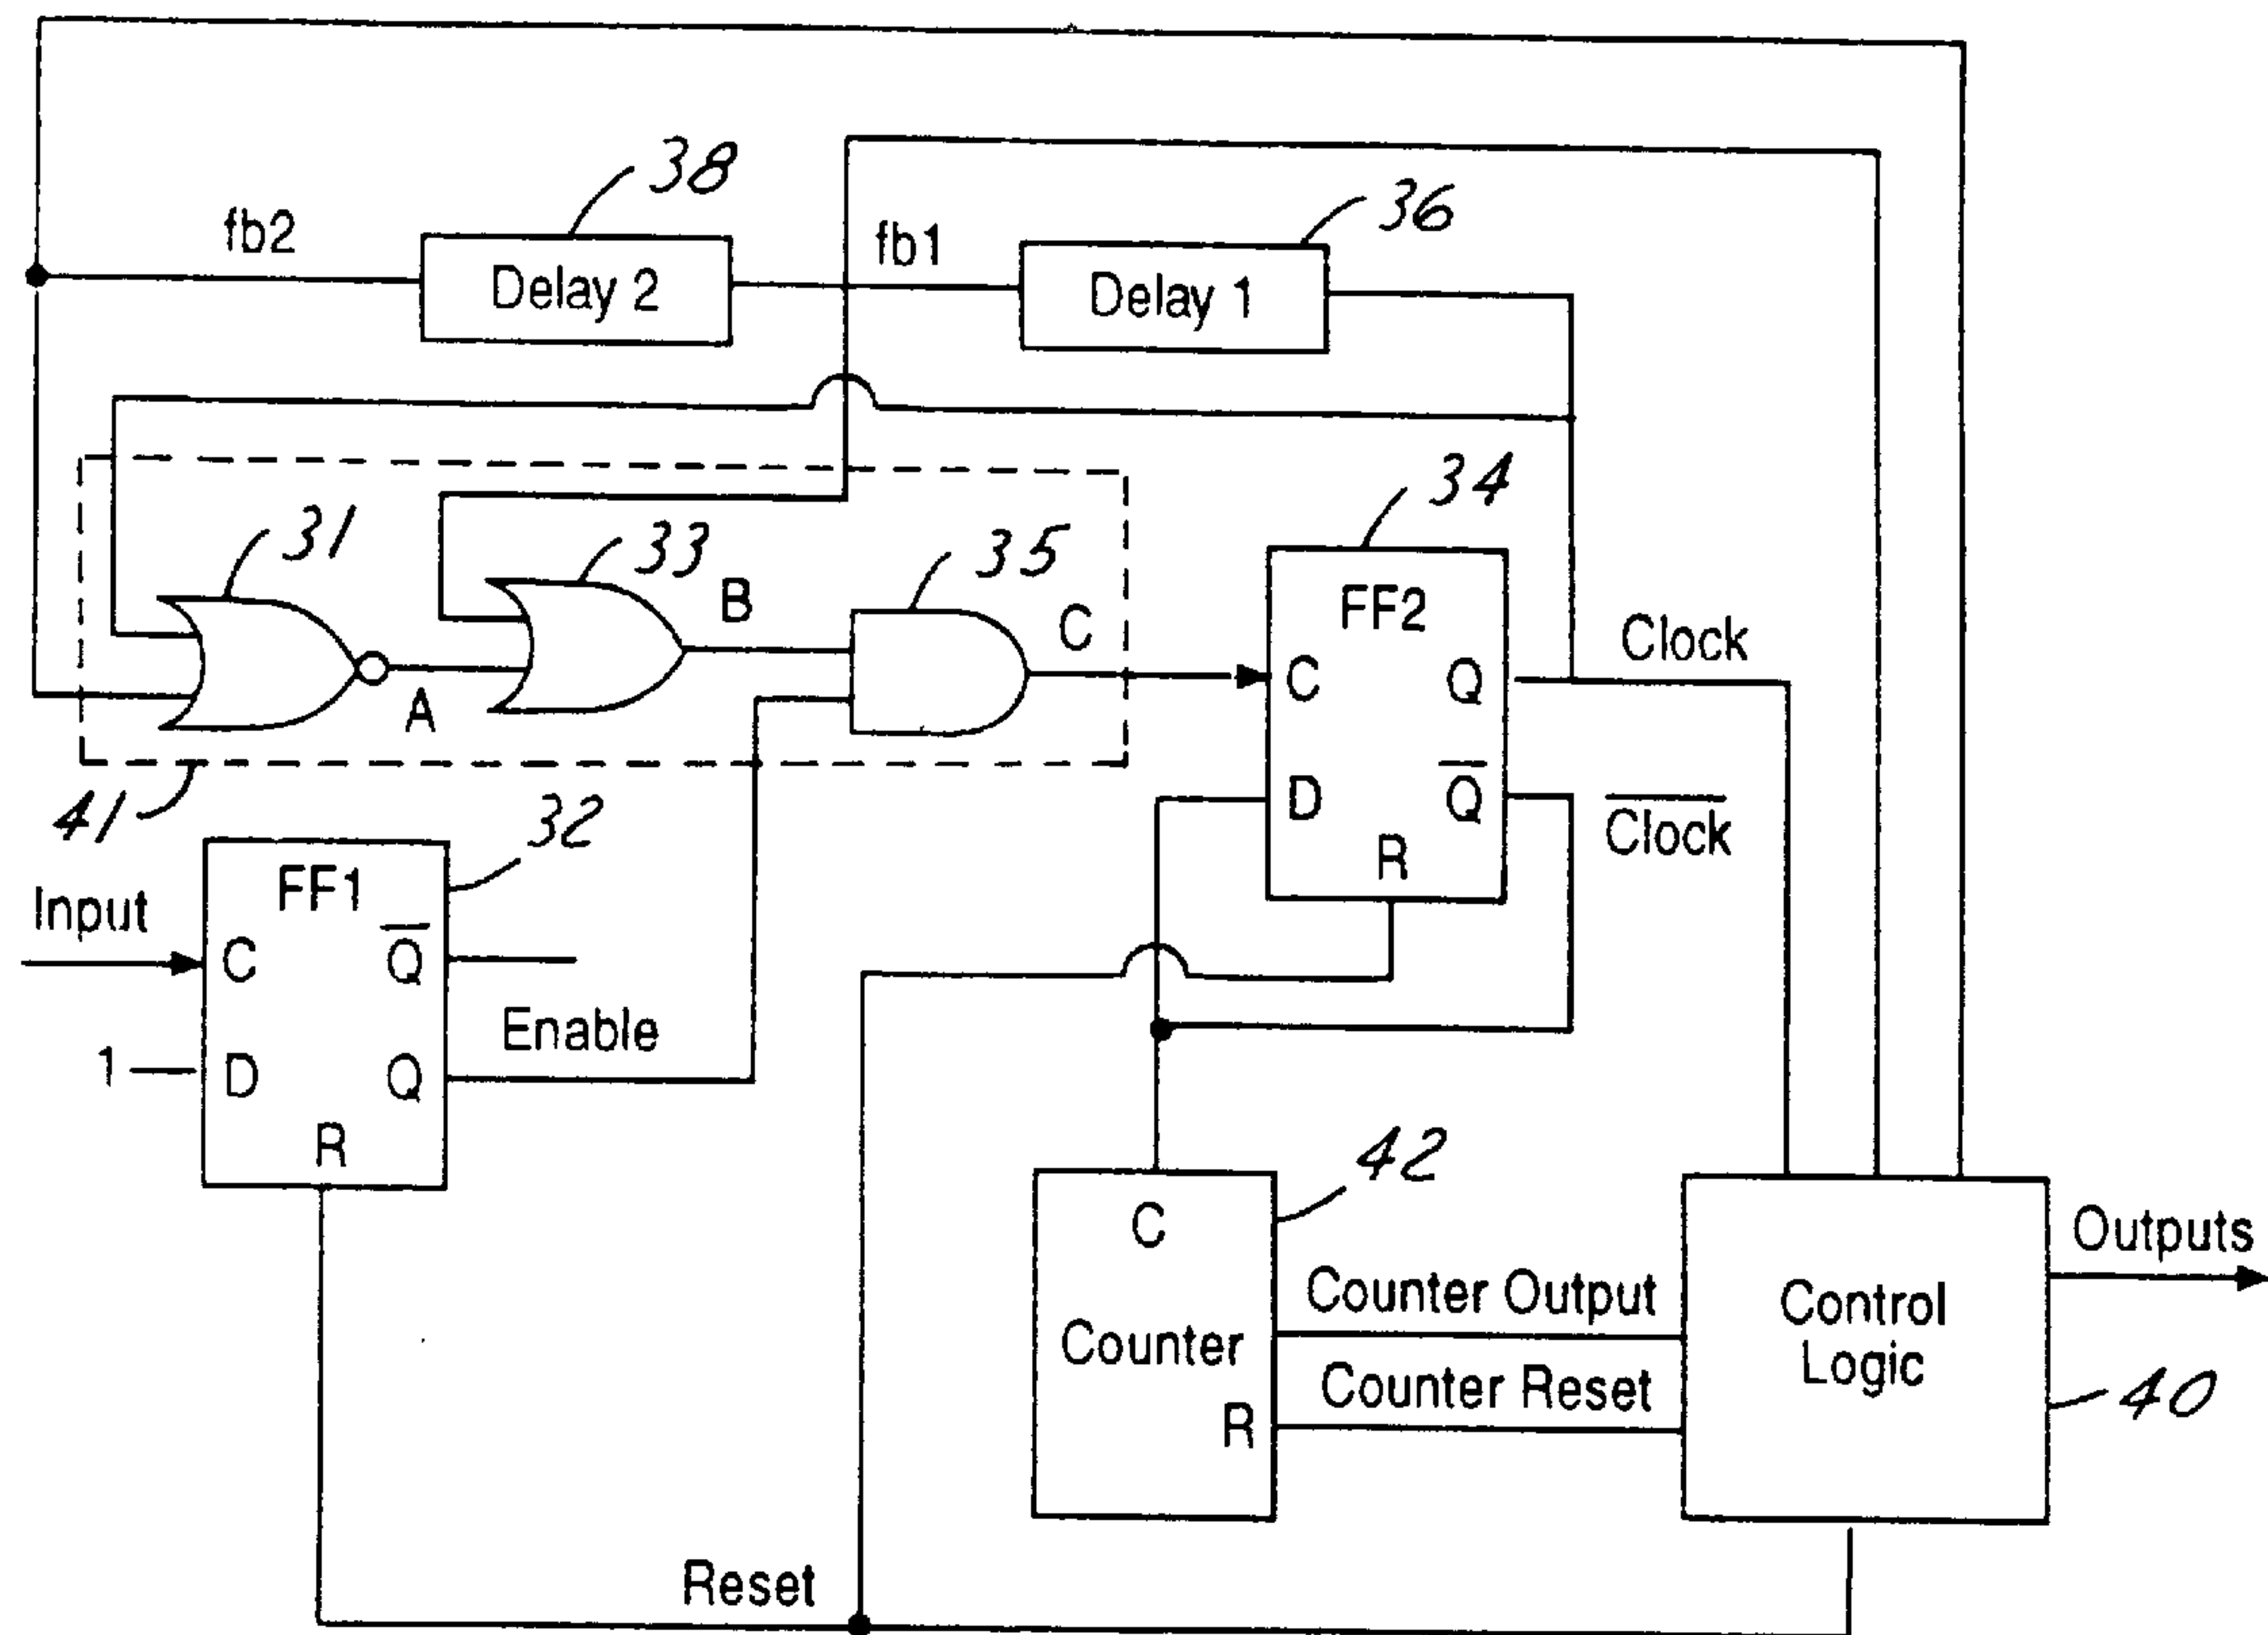 38
36
fb2
fb1
Delay 2
Delay 1
31
33
35
34
B
C
FF2
Clock
C
Q
A
41
32
D
Q̅
C̅l̅o̅c̅k̅
R
Input
FF1
C
Q̅
Enable
1
D
Q
R
42
C
Counter Output
Outputs
Counter
Control
Logic
Counter Reset
R
40
Reset